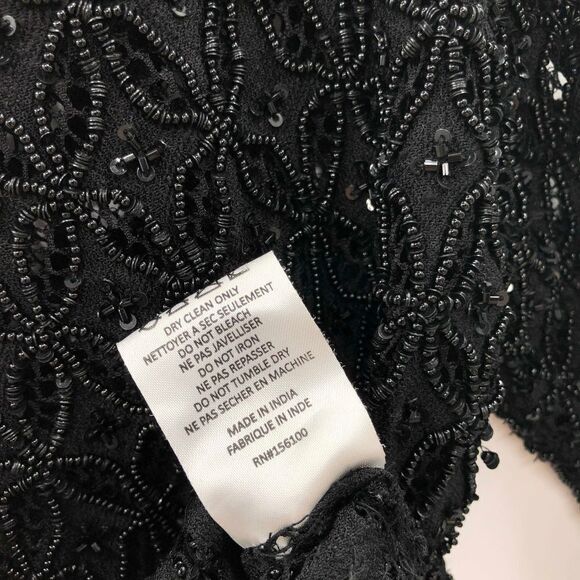 DRY CLEAN ONLY
NETTOYER A SEC SEULEMENT
DO NOT BLEACH
NE PAS JAVELLISER
DO NOT IRON
NE PAS REPASSER
DO NOT TUMBLE DRY
NE PAS SECHER EN MACHINE
MADE IN INDIA
FABRIQUE EN INDE
RN#156100